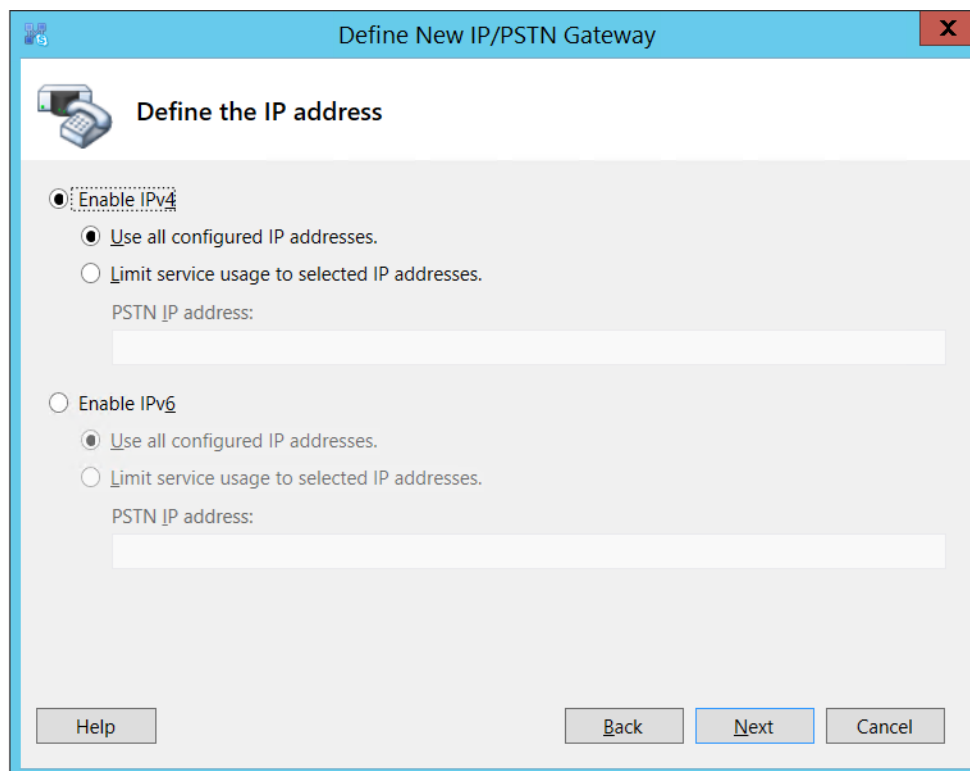 Define New IP/PSTN Gateway
X
Define the IP address
Enable IPv4
Use all configured IP addresses.
Limit service usage to selected IP addresses.
PSTN IP address:
Enable IPv6
Use all configured IP addresses.
Limit service usage to selected IP addresses.
PSTN IP address:
Help Back Next Cancel